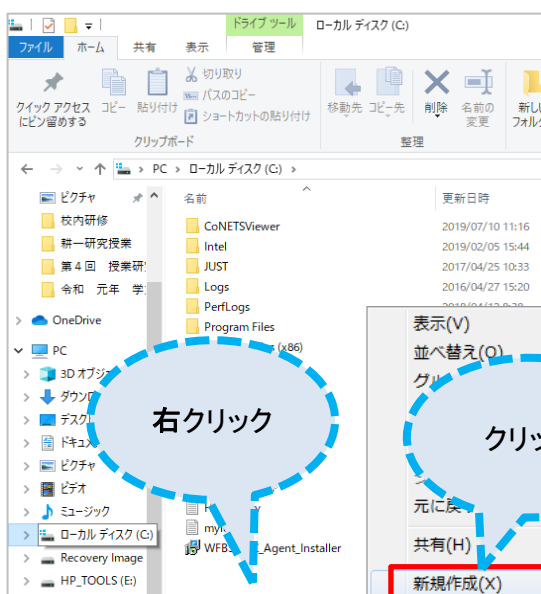 ドライブ ツール
ローカル ディスク (C:)
ファイル
ホーム
共有
表示
管理
クイック アクセス
にピン留めする
コピー
貼り付け
切り取り
パスのコピー
ショートカットの貼り付け
移動先
コピー先
削除
名前の
変更
新し
フォル
クリップボード
整理
PC > ローカル ディスク (C:) >
名前
更新日時
ピクチャ
校内研修
耕一研究授業
第４回 授業研
令和 元年 学
OneDrive
PC
3D オブジ
ダウン
デスク
ドキュ
ピクチャ
ビデオ
ミュージック
ローカル ディスク (C:)
Recovery Image
HP_TOOLS (E:)
CoNETSViewer
2019/07/10 11:16
Intel
2019/02/05 15:44
JUST
2017/04/25 10:33
Logs
2016/04/27 15:20
PerfLogs
Program Files
(x86)
Agent_Installer
右クリック
表示(V)
並べ替え(O)
クリッ
元に戻
共有(H)
新規作成(X)